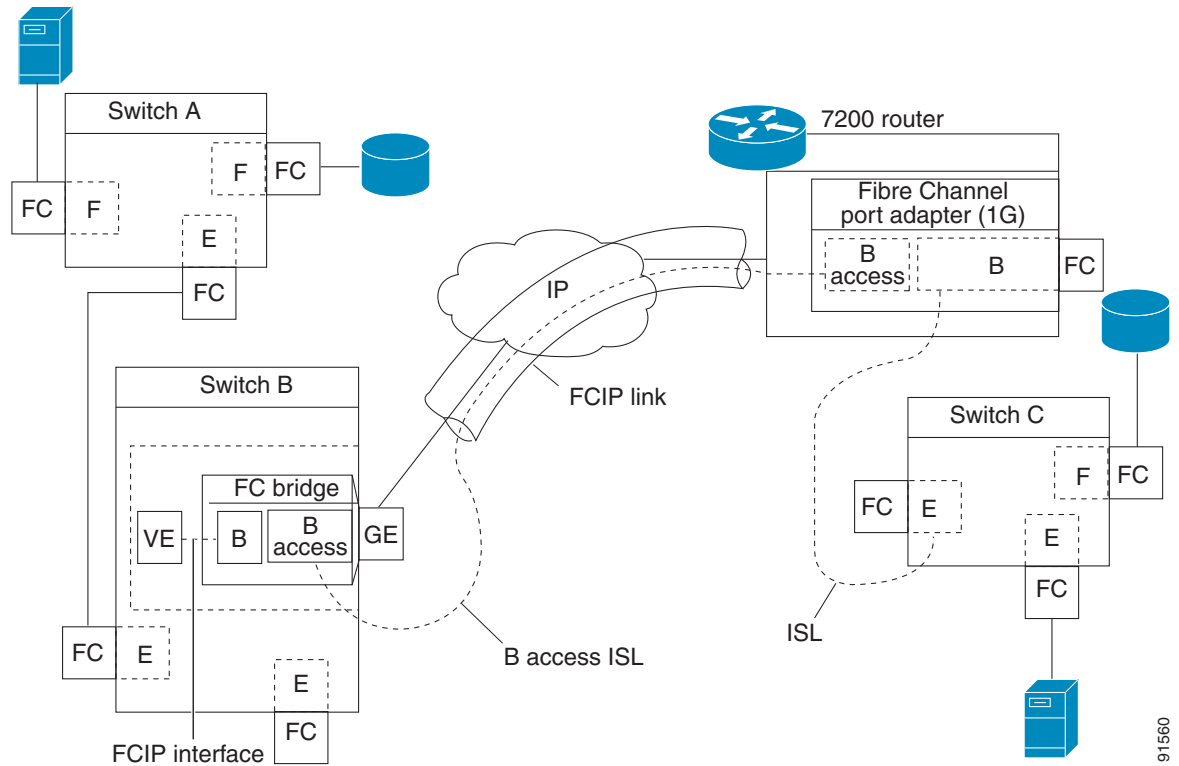 Switch A
F
FC
FC
F
E
FC
7200 router
Fibre Channel
port adapter (1G)
B
access
B
FC
IP
FCIP link
Switch B
FC bridge
VE
B
B
access
GE
FC
E
E
FC
FCIP interface
B access ISL
Switch C
F
FC
FC
E
E
FC
ISL
91560